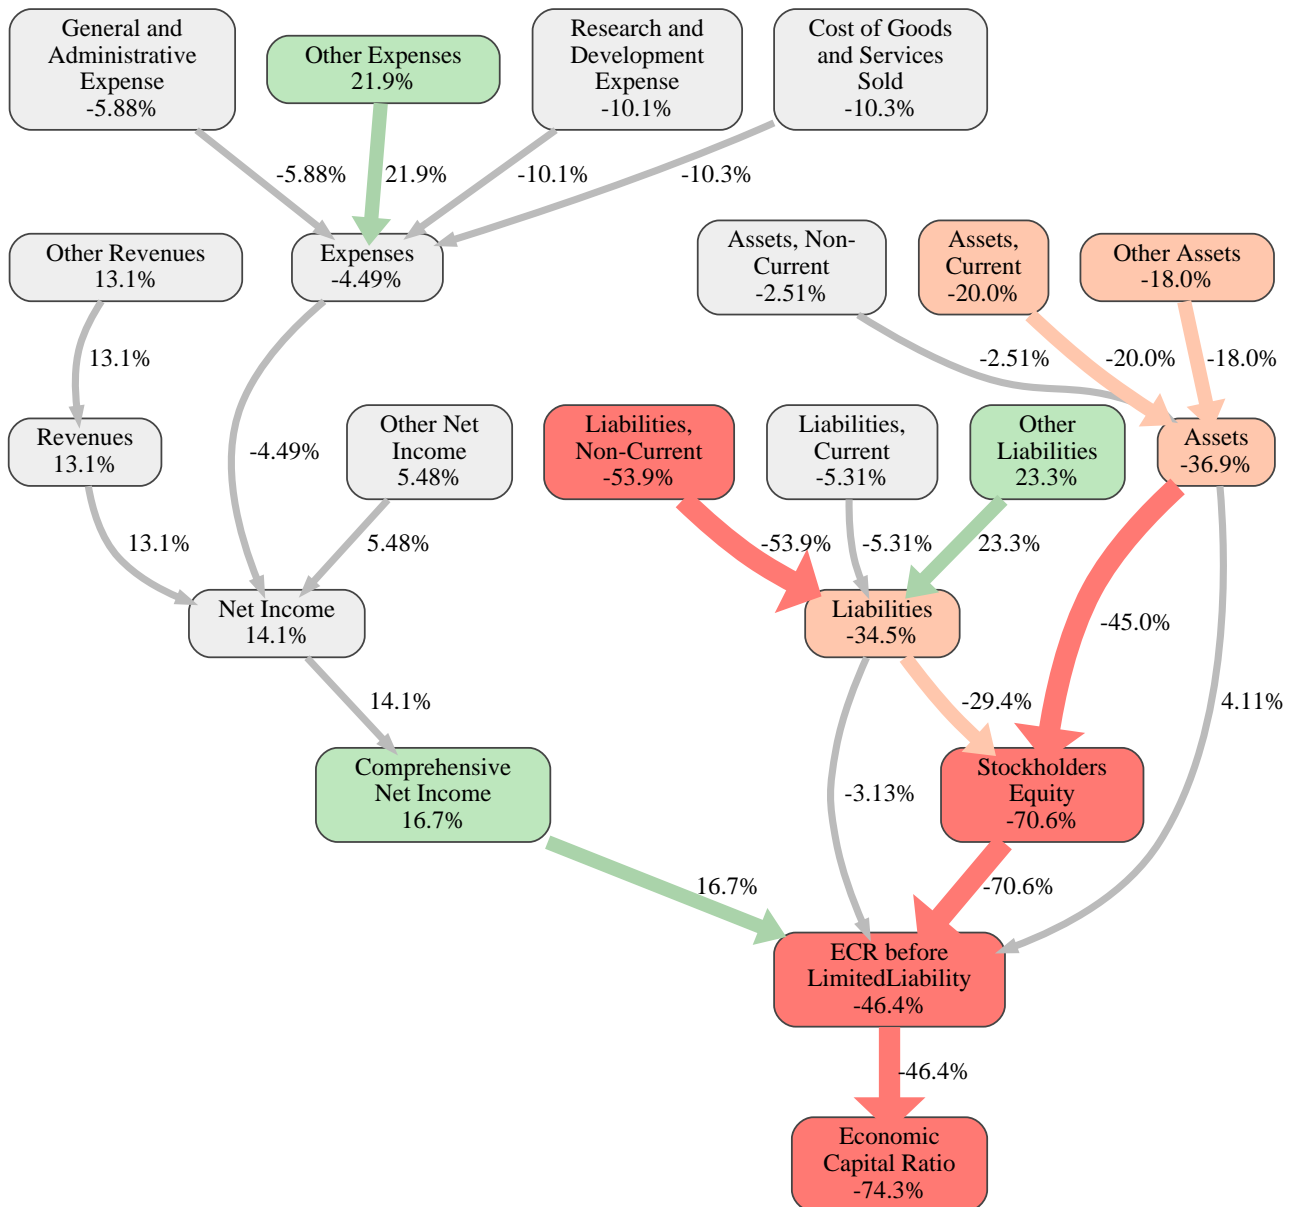 General and
Administrative
Expense
-5.88%
Other Expenses
21.9%
Research and
Development
Expense
-10.1%
Cost of Goods
and Services
Sold
-10.3%
-5.88%
21.9%
-10.1%
-10.3%
Other Revenues
13.1%
Expenses
-4.49%
Assets, Non-
Current
-2.51%
Assets,
Current
-20.0%
Other Assets
-18.0%
13.1%
-2.51%
-20.0%
-18.0%
Revenues
13.1%
-4.49%
Other Net
Income
5.48%
Liabilities,
Non-Current
-53.9%
Liabilities,
Current
-5.31%
Other
Liabilities
23.3%
Assets
-36.9%
13.1%
5.48%
-53.9%
-5.31%
23.3%
Net Income
14.1%
Liabilities
-34.5%
-45.0%
14.1%
-29.4%
4.11%
Comprehensive
Net Income
16.7%
-3.13%
Stockholders
Equity
-70.6%
16.7%
-70.6%
ECR before
LimitedLiability
-46.4%
-46.4%
Economic
Capital Ratio
-74.3%